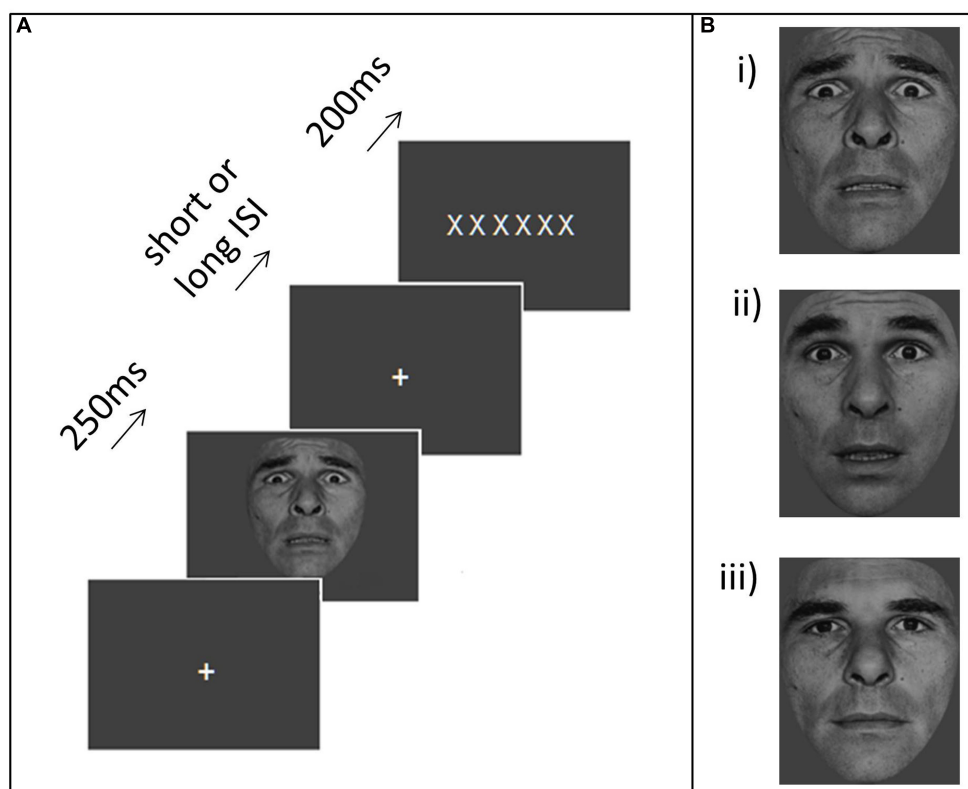 A
200ms
short or
long ISI
XXXXXX
+
250ms
+
B
i)
ii)
iii)